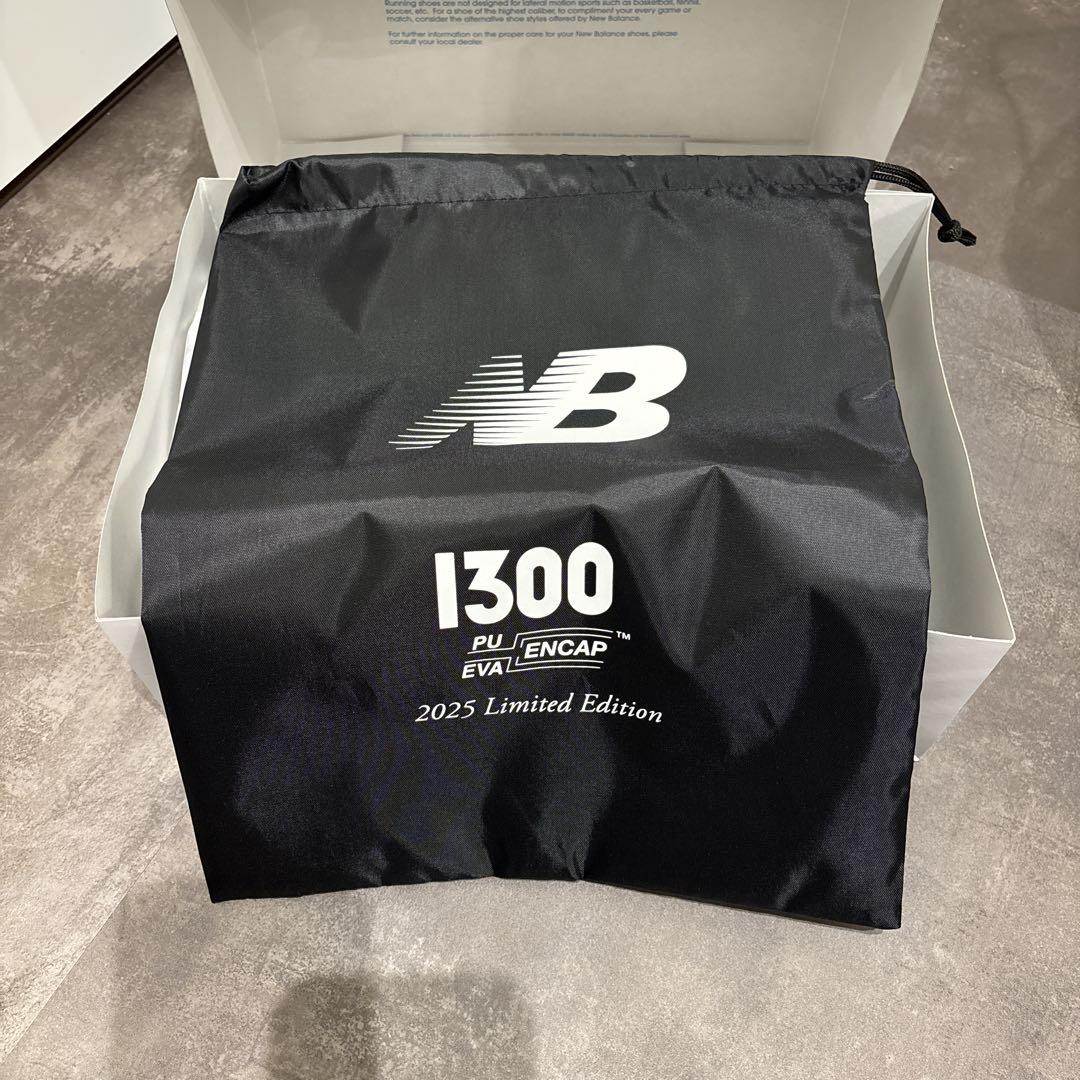 Running shoes are not designed for lateral motion sports such as basketball, tennis,
soccer, etc. For a shoe of the highest caliber, to compliment your every game or
match, consider the alternative shoe styles offered by New Balance.
For further information on the proper care for your New Balance shoes, please
consult your local dealer.
NB
1300
PU
EVA ENCAP™
2025 Limited Edition